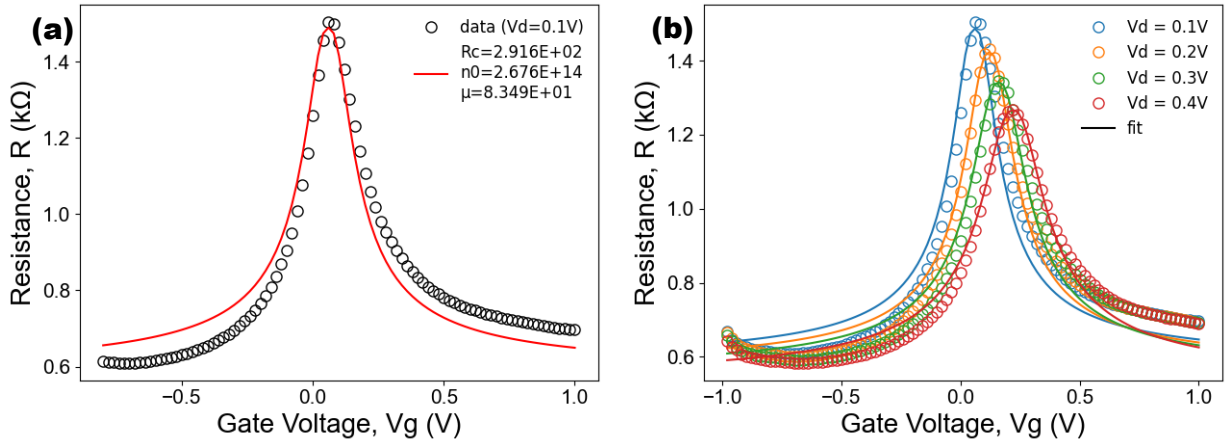 (a)
data (Vd=0.1V)
Rc=2.916E+02
n0=2.676E+14
μ=8.349E+01
1.4
1.2
1.0
0.8
0.6
Resistance, R (kΩ)
−0.5
0.0
0.5
1.0
Gate Voltage, Vg (V)
(b)
Vd = 0.1V
Vd = 0.2V
Vd = 0.3V
Vd = 0.4V
fit
1.4
1.2
1.0
0.8
0.6
Resistance, R (kΩ)
−1.0
−0.5
0.0
0.5
1.0
Gate Voltage, Vg (V)